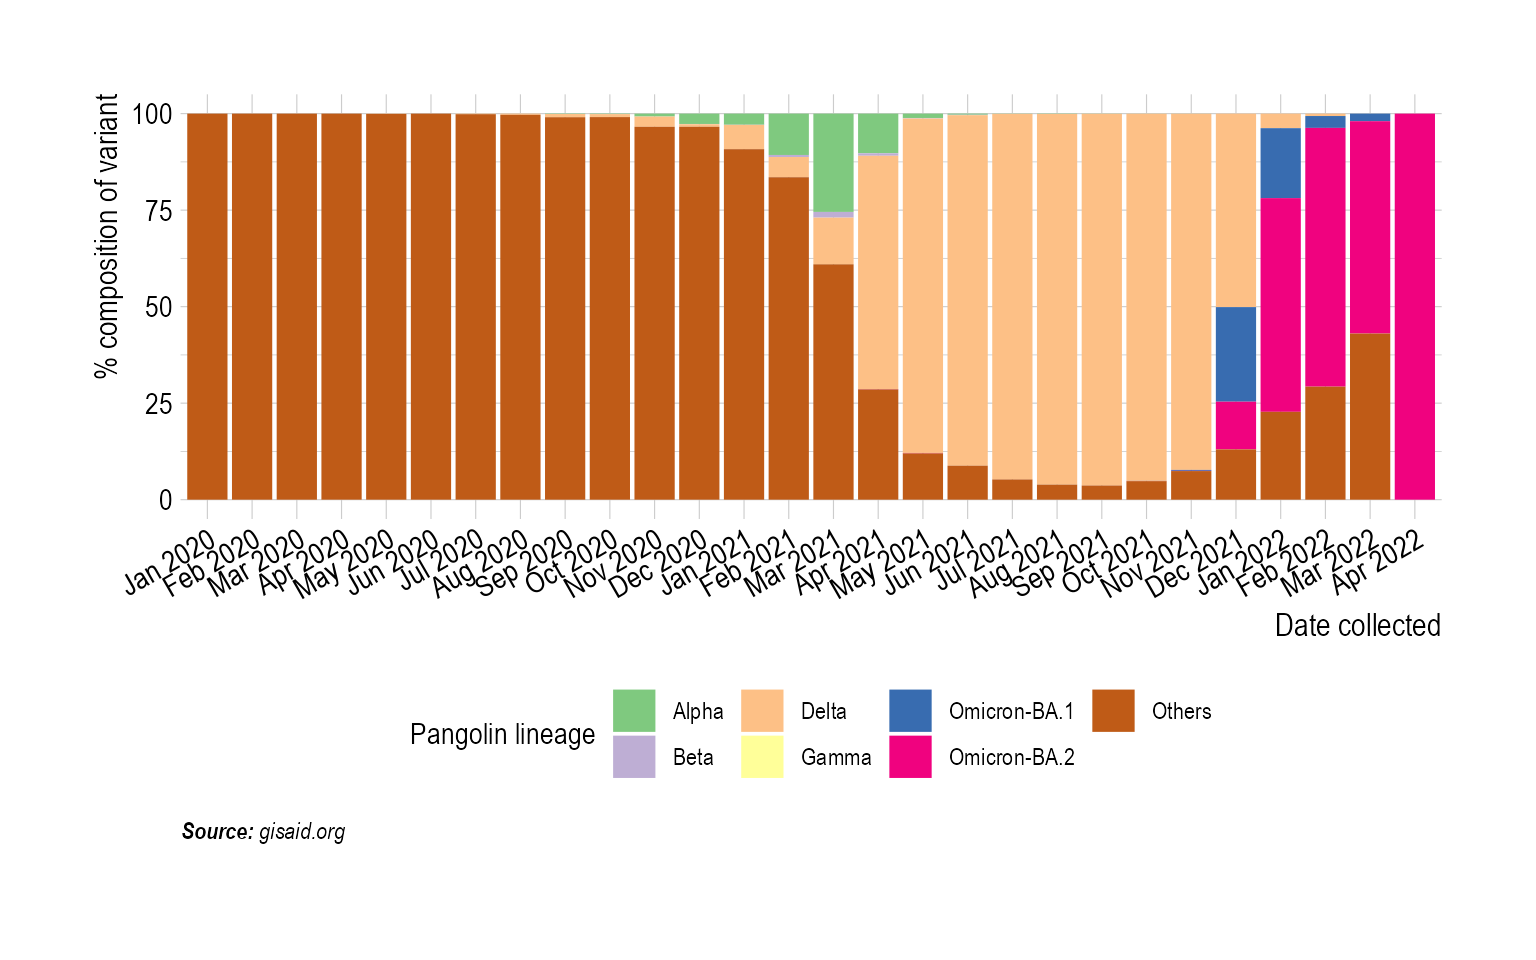 % composition of variant
100
75
50
25
0
Jan 2020
Feb 2020
Mar 2020
Apr 2020
May 2020
Jun 2020
Jul 2020
Aug 2020
Sep 2020
Oct 2020
Nov 2020
Dec 2020
Jan 2021
Feb 2021
Mar 2021
Apr 2021
May 2021
Jun 2021
Jul 2021
Aug 2021
Sep 2021
Oct 2021
Nov 2021
Dec 2021
Jan 2022
Feb 2022
Mar 2022
Apr 2022
Date collected
Pangolin lineage
Alpha Delta Omicron-BA.1 Others
Beta Gamma Omicron-BA.2
Source: gisaid.org